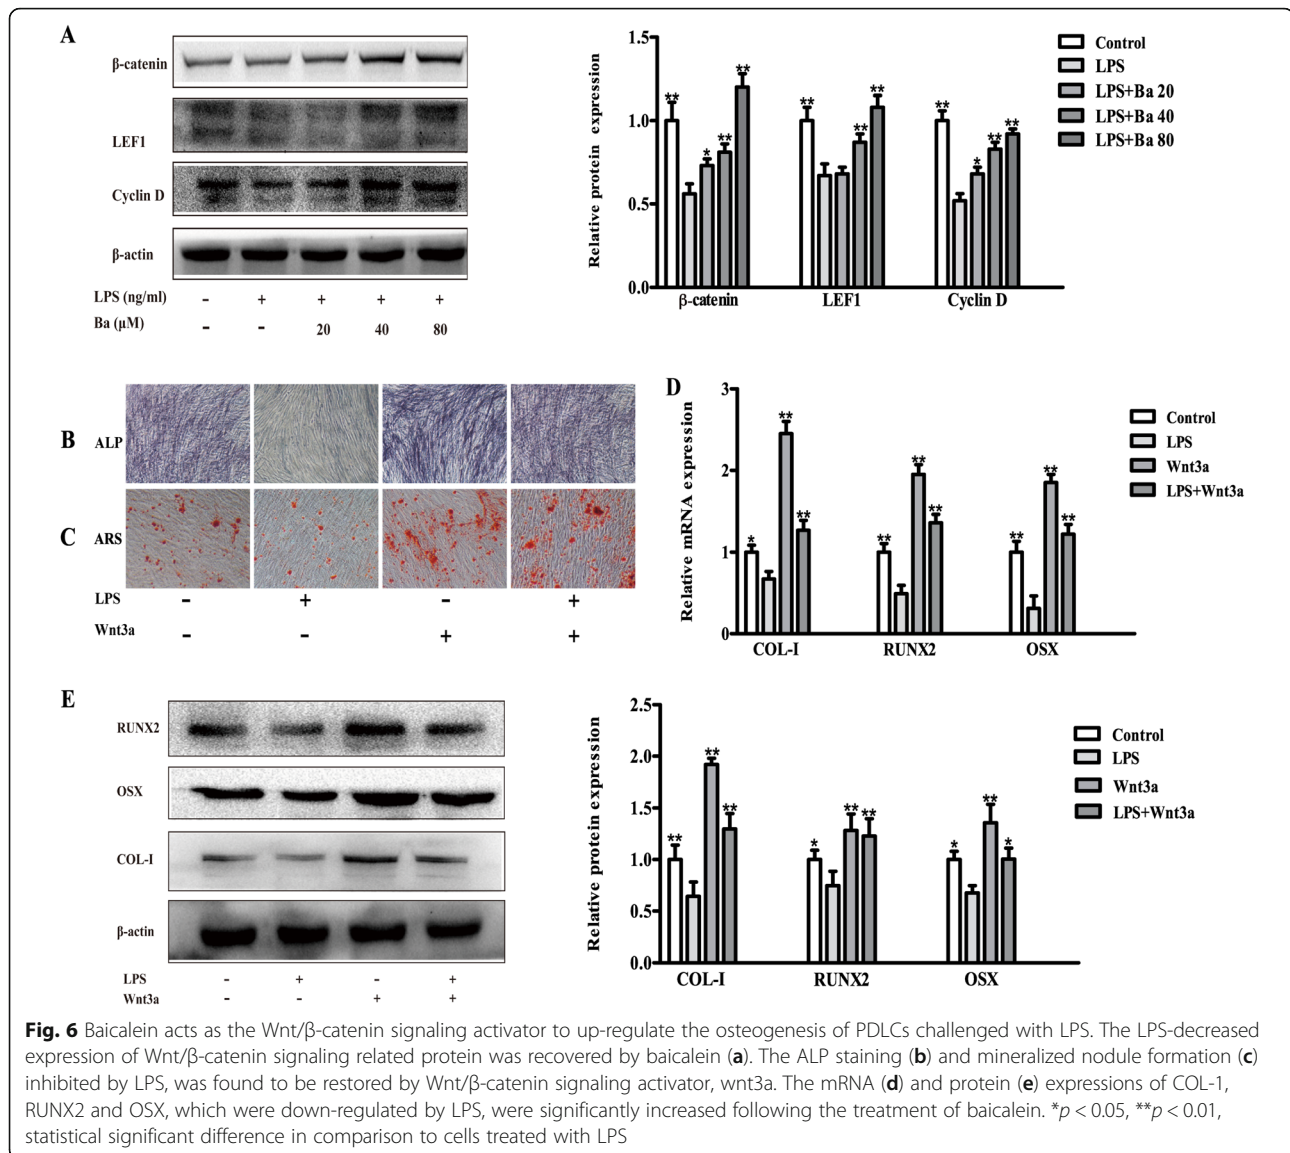 A
β-catenin
LEF1
Cyclin D
β-actin
LPS (ng/ml) - + + + +
Ba (μM) - - 20 40 80
Relative protein expression
1.5
1.0
0.5
0.0
** * ** **
** ** **
** * ** **
β-catenin LEF1 Cyclin D
Control
LPS
LPS+Ba 20
LPS+Ba 40
LPS+Ba 80
B ALP
C ARS
LPS - + - +
Wnt3a - - + +
D
Relative mRNA expression
3
2
1
0
* ** **
** ** **
** ** **
COL-I RUNX2 OSX
Control
LPS
Wnt3a
LPS+Wnt3a
E
RUNX2
OSX
COL-I
β-actin
LPS - + - +
Wnt3a - - + +
Relative protein expression
2.5
2.0
1.5
1.0
0.5
0.0
** ** **
* ** **
* ** *
COL-I RUNX2 OSX
Control
LPS
Wnt3a
LPS+Wnt3a
Fig. 6 Baicalein acts as the Wnt/β-catenin signaling activator to up-regulate the osteogenesis of PDLCs challenged with LPS. The LPS-decreased
expression of Wnt/β-catenin signaling related protein was recovered by baicalein (a). The ALP staining (b) and mineralized nodule formation (c)
inhibited by LPS, was found to be restored by Wnt/β-catenin signaling activator, wnt3a. The mRNA (d) and protein (e) expressions of COL-1,
RUNX2 and OSX, which were down-regulated by LPS, were significantly increased following the treatment of baicalein. *p < 0.05, **p < 0.01,
statistical significant difference in comparison to cells treated with LPS